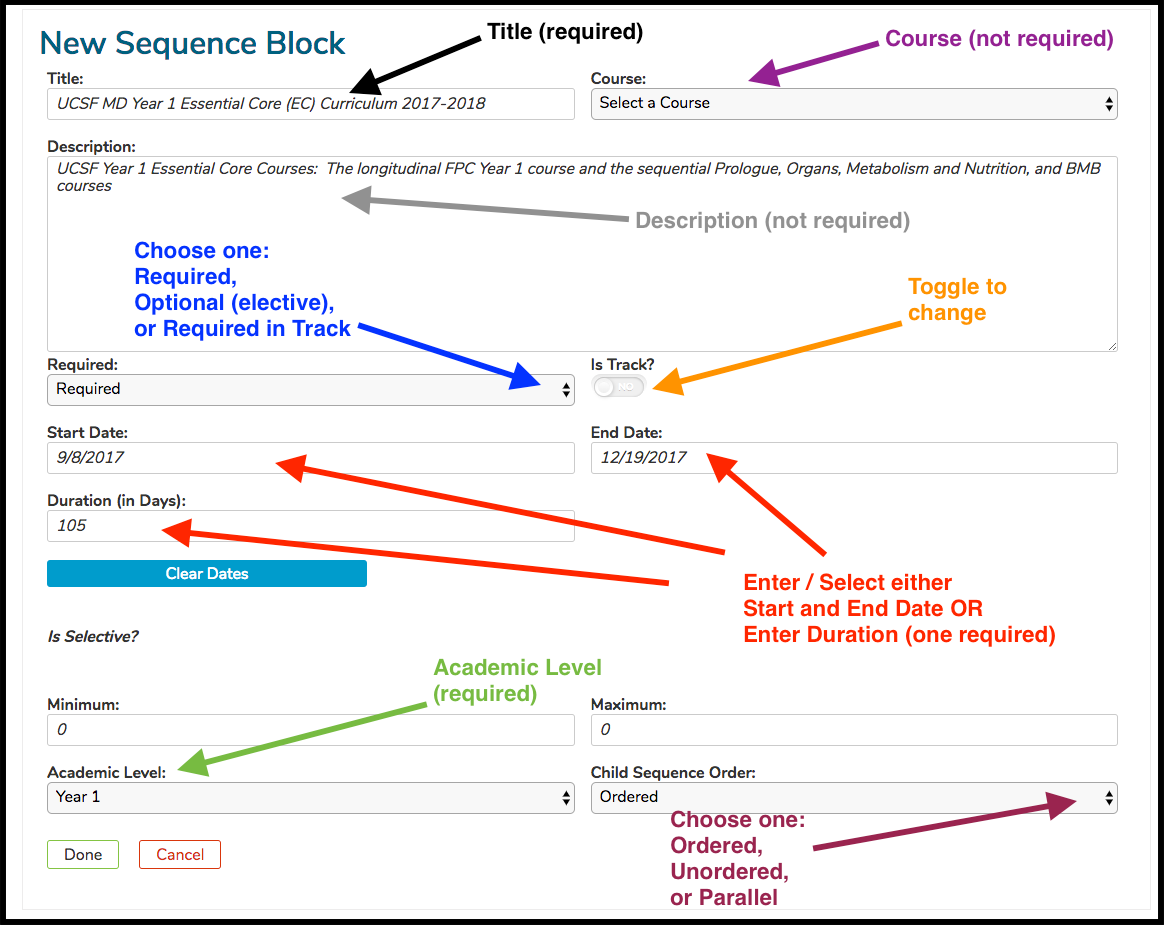 Title (required)
Course (not required)
New Sequence Block
Title:
Course:
UCSF MD Year 1 Essential Core (EC) Curriculum 2017-2018
Select a Course
Description:
UCSF Year 1 Essential Core Courses:  The longitudinal FPC Year 1 course and the sequential Prologue, Organs, Metabolism and Nutrition, and BMB
courses
Description (not required)
Choose one:
Required,
Optional (elective),
or Required in Track
Toggle to
change
Required:
Is Track?
Required
NO
Start Date:
End Date:
9/8/2017
12/19/2017
Duration (in Days):
105
Clear Dates
Enter / Select either
Start and End Date OR
Enter Duration (one required)
Is Selective?
Academic Level
(required)
Minimum:
Maximum:
0
0
Academic Level:
Child Sequence Order:
Year 1
Ordered
Choose one:
Ordered,
Unordered,
or Parallel
Done
Cancel